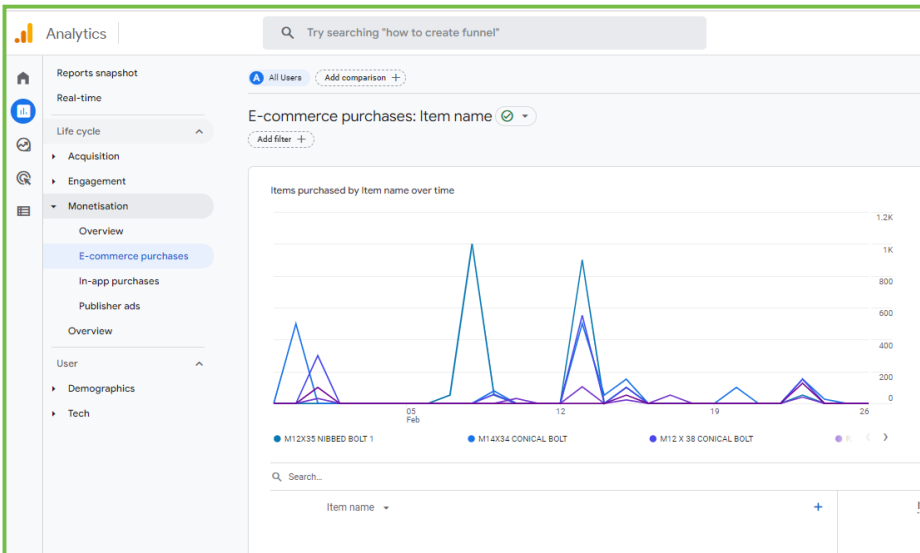 Analytics
Try searching "how to create funnel"
Reports snapshot
Real-time
Life cycle
Acquisition
Engagement
Monetisation
Overview
E-commerce purchases
In-app purchases
Publisher ads
Overview
User
Demographics
Tech
A All Users
Add comparison +
E-commerce purchases: Item name
Add filter +
Items purchased by Item name over time
1.2K
1K
800
600
400
200
0
05 Feb
12
19
26
M12X35 NIBBED BOLT 1
M14X34 CONICAL BOLT
M12 X 38 CONICAL BOLT
Search...
Item name
+